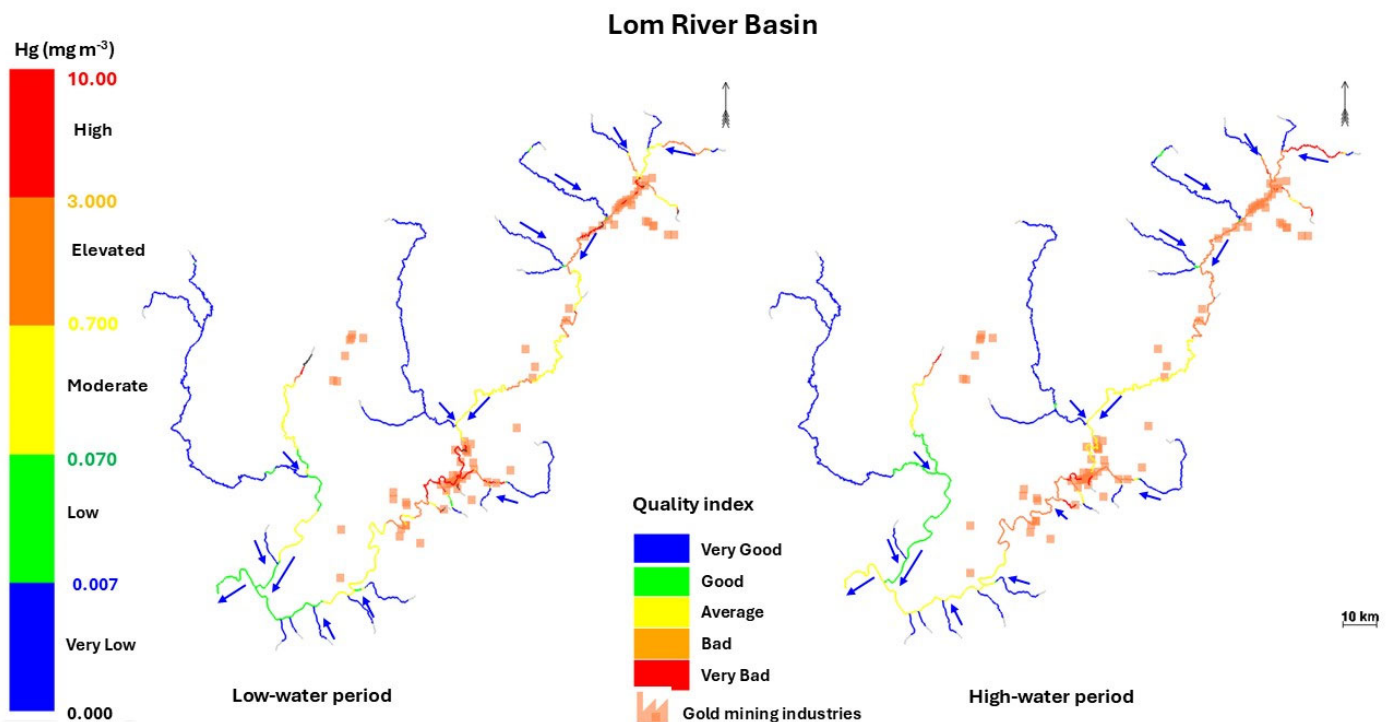 Lom River Basin
Hg (mg m⁻³)
10.00
High
3.000
Elevated
0.700
Moderate
0.070
Low
0.007
Very Low
0.000
Low-water period
Quality index
Very Good
Good
Average
Bad
Very Bad
Gold mining industries
High-water period
10 km